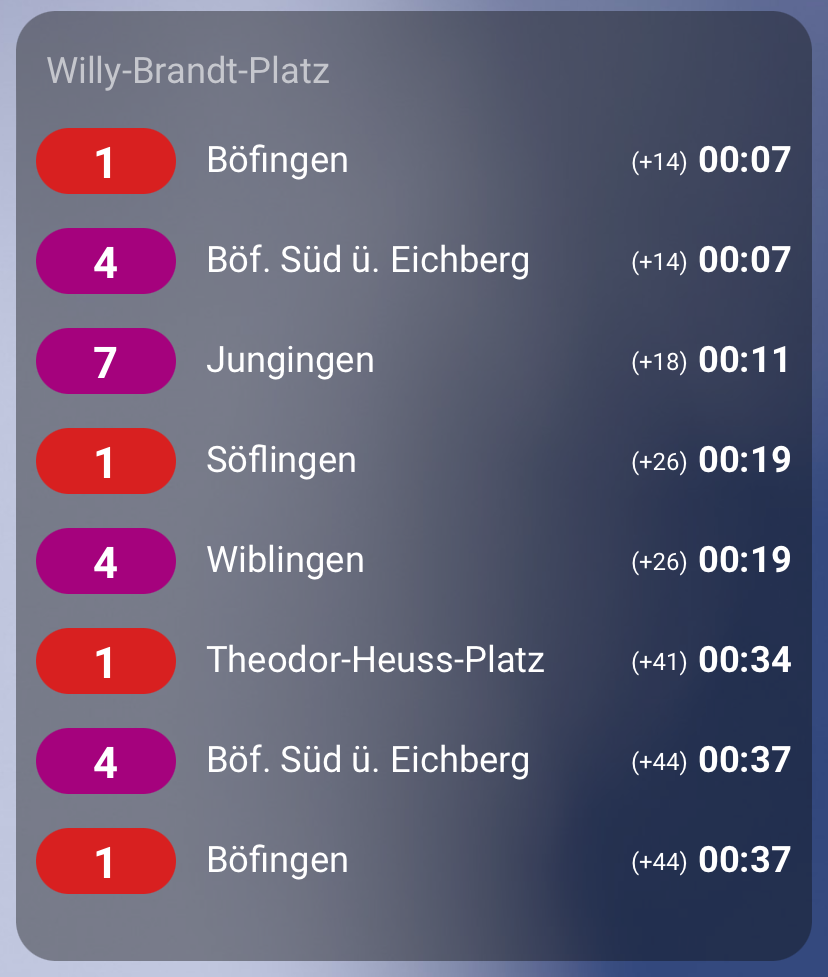 Willy-Brandt-Platz
1 Böfingen (+14) 00:07
4 Böf. Süd ü. Eichberg (+14) 00:07
7 Jungingen (+18) 00:11
1 Söflingen (+26) 00:19
4 Wiblingen (+26) 00:19
1 Theodor-Heuss-Platz (+41) 00:34
4 Böf. Süd ü. Eichberg (+44) 00:37
1 Böfingen (+44) 00:37